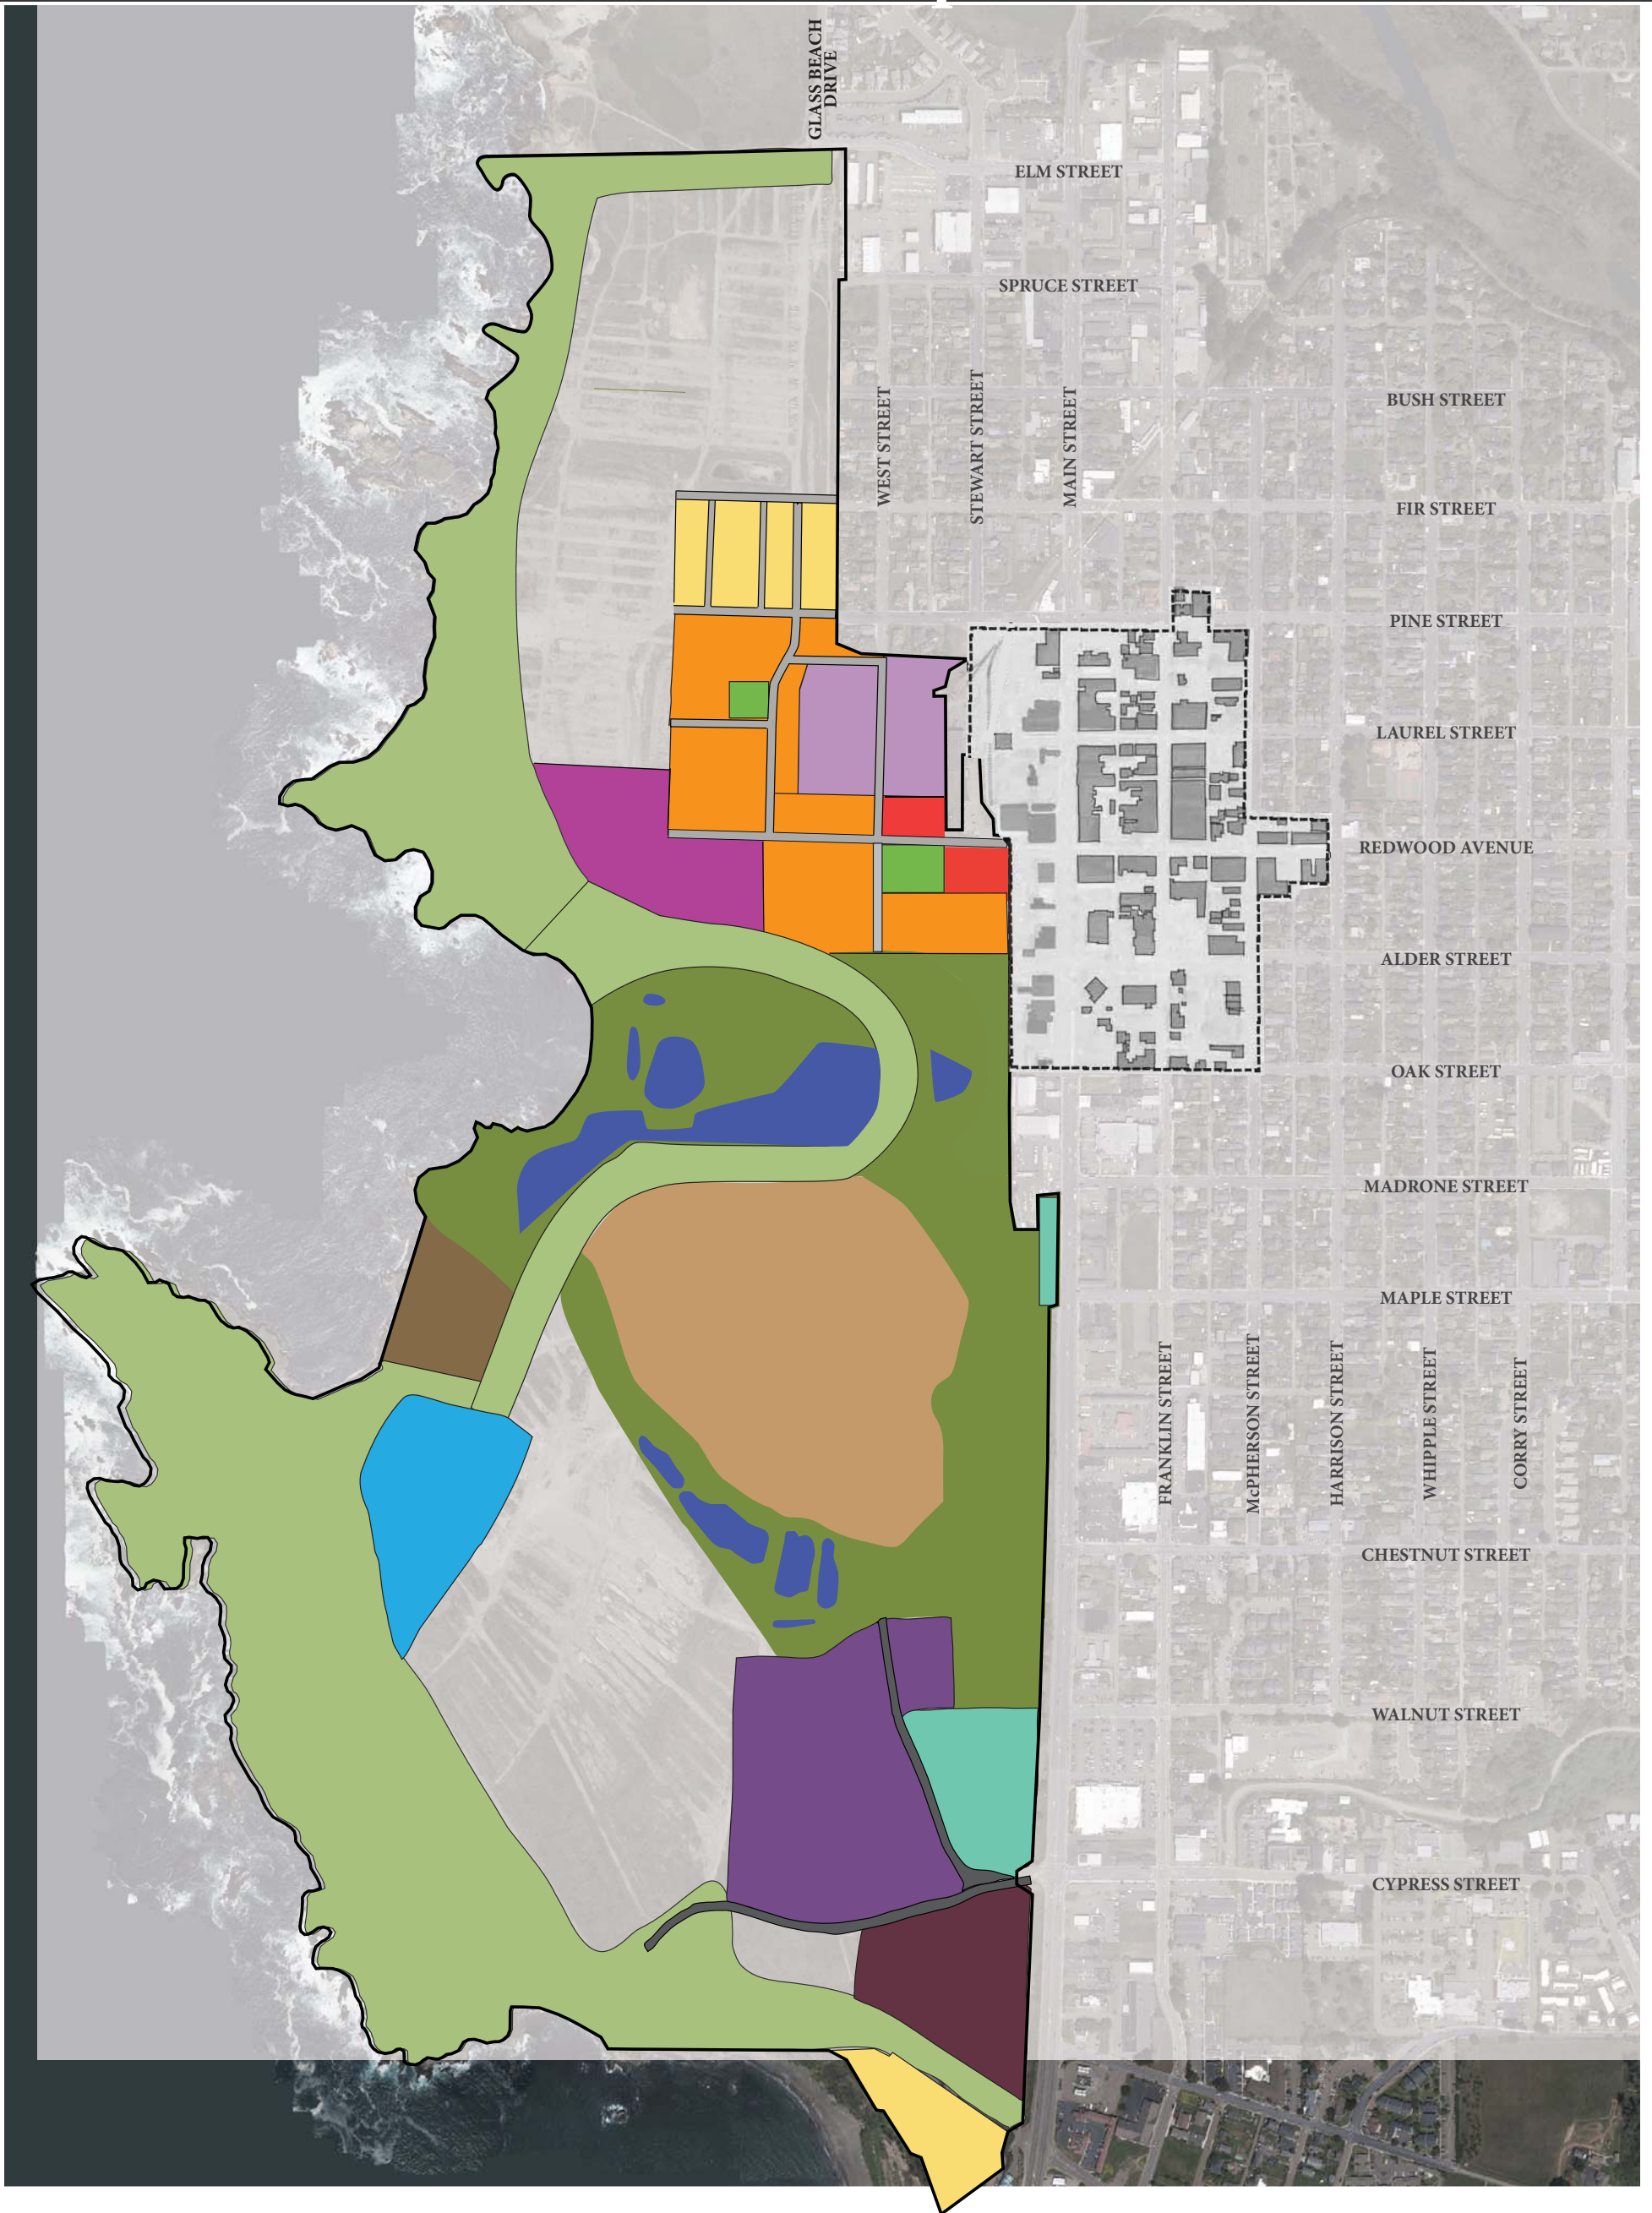 GLASS BEACH
DRIVE
ELM STREET
SPRUCE STREET
BUSH STREET
WEST STREET
STEWART STREET
MAIN STREET
FIR STREET
PINE STREET
LAUREL STREET
REDWOOD AVENUE
ALDER STREET
OAK STREET
MADRONE STREET
MAPLE STREET
FRANKLIN STREET
McPHERSON STREET
HARRISON STREET
WHIPPLE STREET
CORRY STREET
CHESTNUT STREET
WALNUT STREET
CYPRESS STREET